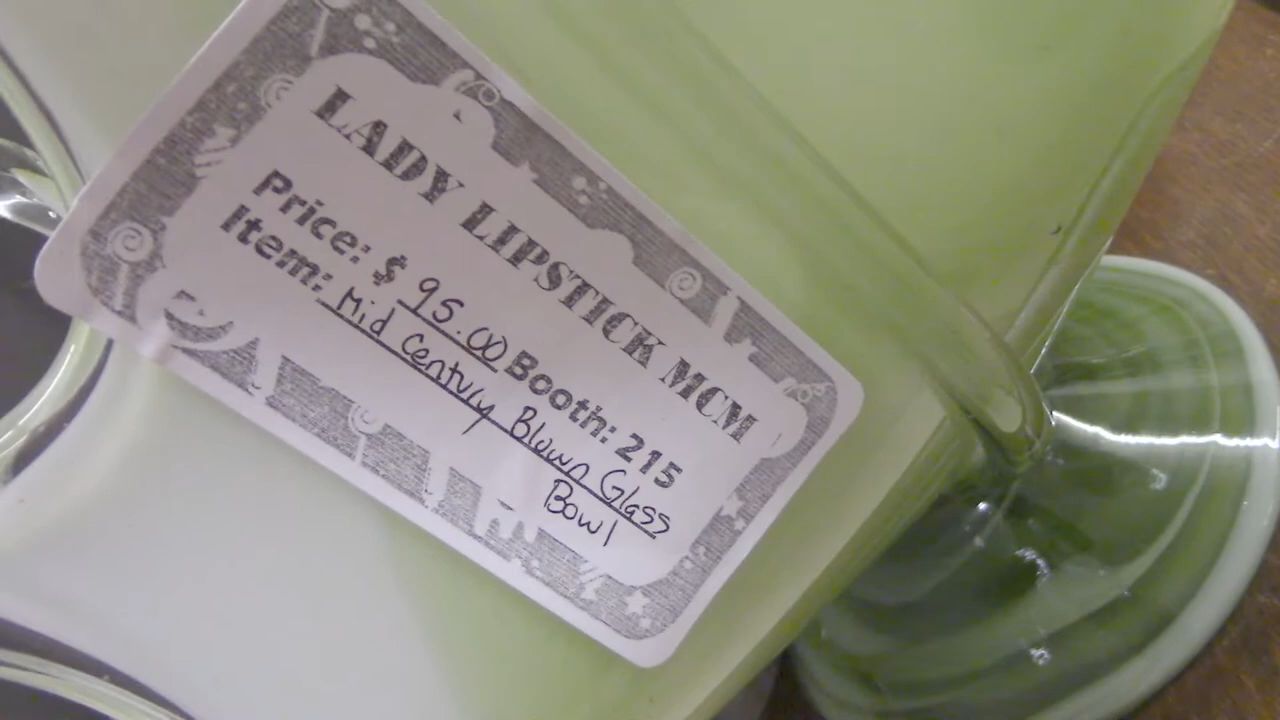 LADY LIPSTICK MCM
Price: $ 95.00 Booth: 215
Item: Mid Century Blown Glass
Bowl